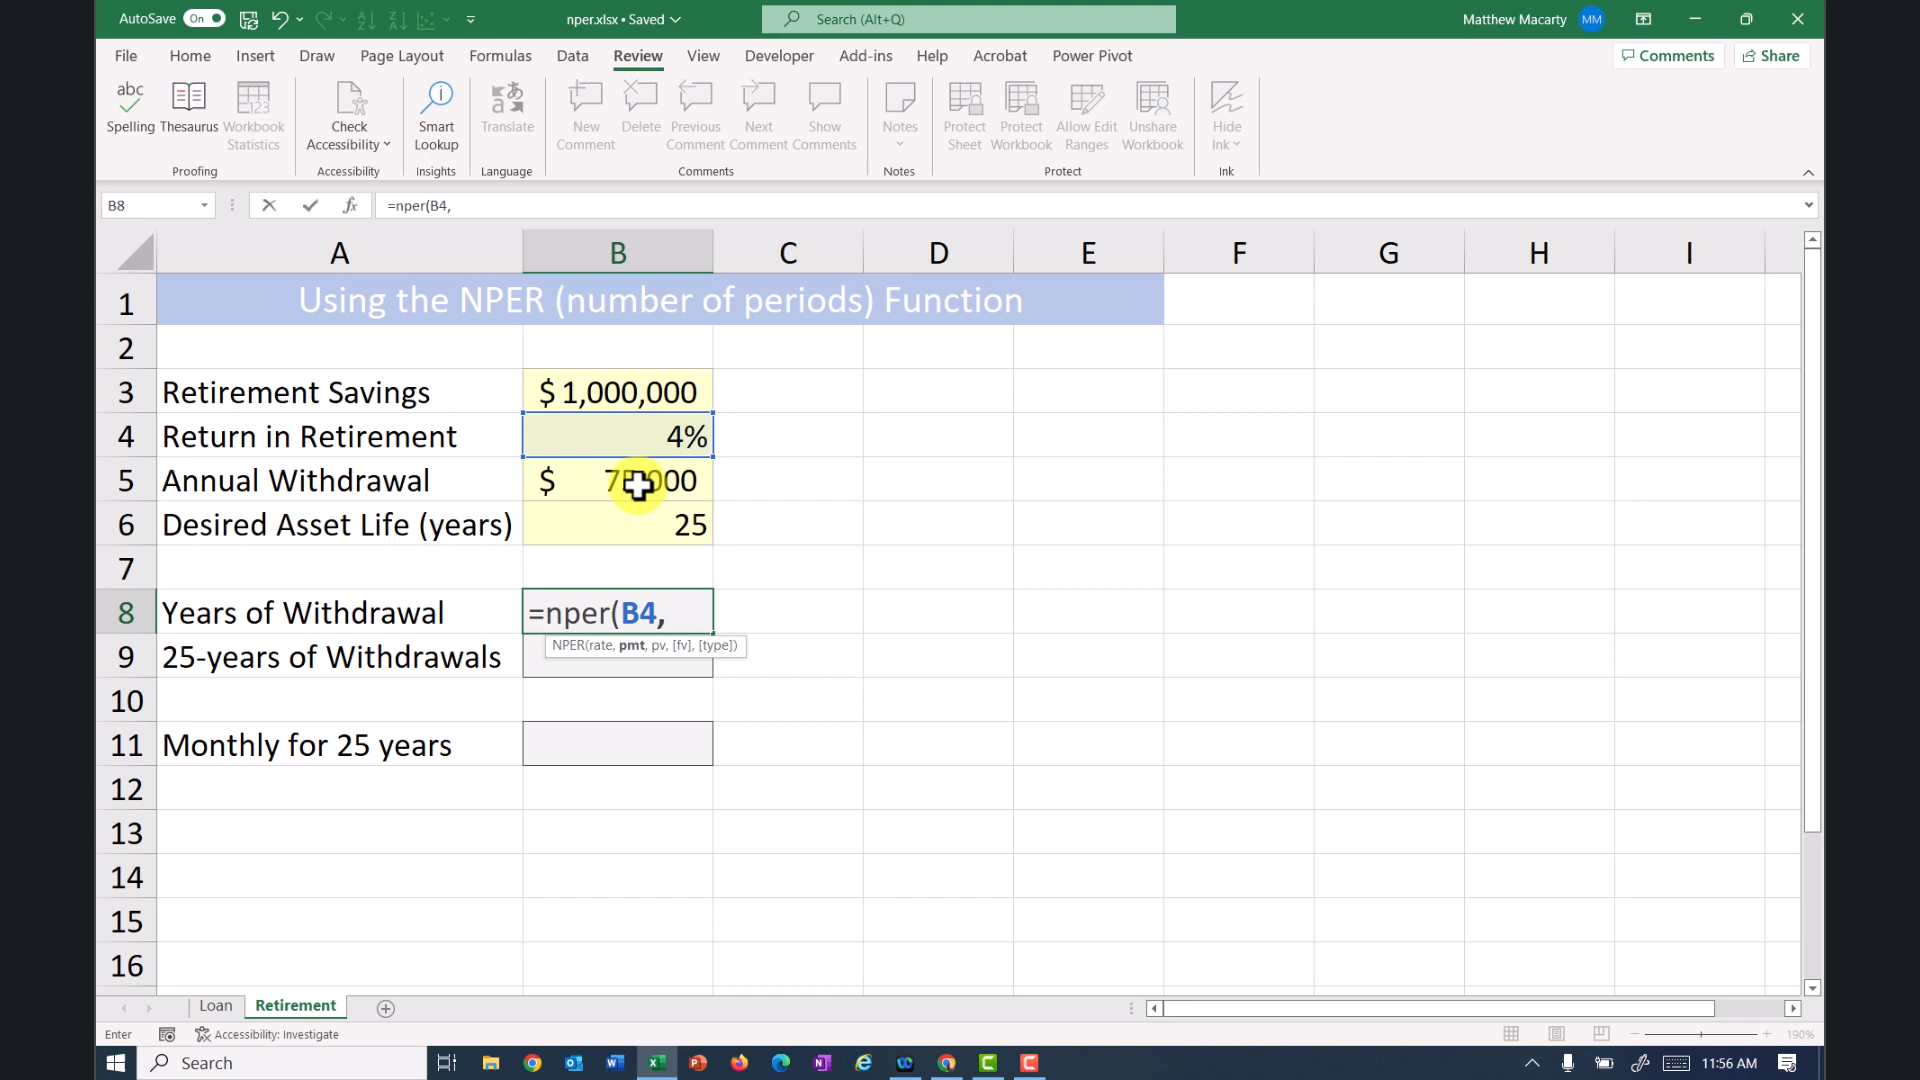 AutoSave On nper.xlsx • Saved Search (Alt+Q) Matthew Macarty MM
File Home Insert Draw Page Layout Formulas Data Review View Developer Add-ins Help Acrobat Power Pivot Comments Share
abc
Spelling Thesaurus Workbook Statistics Check Accessibility Smart Lookup Translate New Comment Delete Previous Comment Next Comment Show Comments Notes Protect Sheet Protect Workbook Allow Edit Ranges Unshare Workbook Hide Ink
Proofing Accessibility Insights Language Comments Notes Protect Ink
B8 fx =nper(B4,
A B C D E F G H I
1 Using the NPER (number of periods) Function
2
3 Retirement Savings $ 1,000,000
4 Return in Retirement 4%
5 Annual Withdrawal $
6 Desired Asset Life (years) 25
7
8 Years of Withdrawal =nper(B4,
NPER(rate, pmt, pv, [fv], [type])
9 25-years of Withdrawals
10
11 Monthly for 25 years
12
13
14
15
16
Loan Retirement
Enter Accessibility: Investigate 190%
Search 11:56 AM